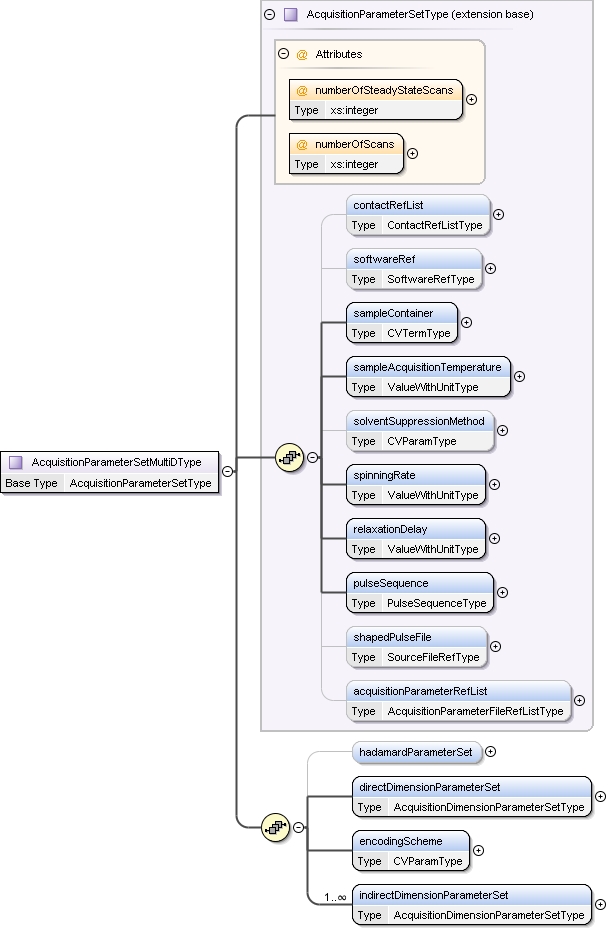 AcquisitionParameterSetType (extension base)
@ Attributes
@ numberOfSteadyStateScans
Type xs:integer
@ numberOfScans
Type xs:integer
contactRefList
Type ContactRefListType
softwareRef
Type SoftwareRefType
sampleContainer
Type CVTermType
sampleAcquisitionTemperature
Type ValueWithUnitType
solventSuppressionMethod
Type CVParamType
AcquisitionParameterSetMultiDType
Base Type AcquisitionParameterSetType
spinningRate
Type ValueWithUnitType
relaxationDelay
Type ValueWithUnitType
pulseSequence
Type PulseSequenceType
shapedPulseFile
Type SourceFileRefType
acquisitionParameterRefList
Type AcquisitionParameterFileRefListType
hadamardParameterSet
directDimensionParameterSet
Type AcquisitionDimensionParameterSetType
encodingScheme
Type CVParamType
1..∞ indirectDimensionParameterSet
Type AcquisitionDimensionParameterSetType